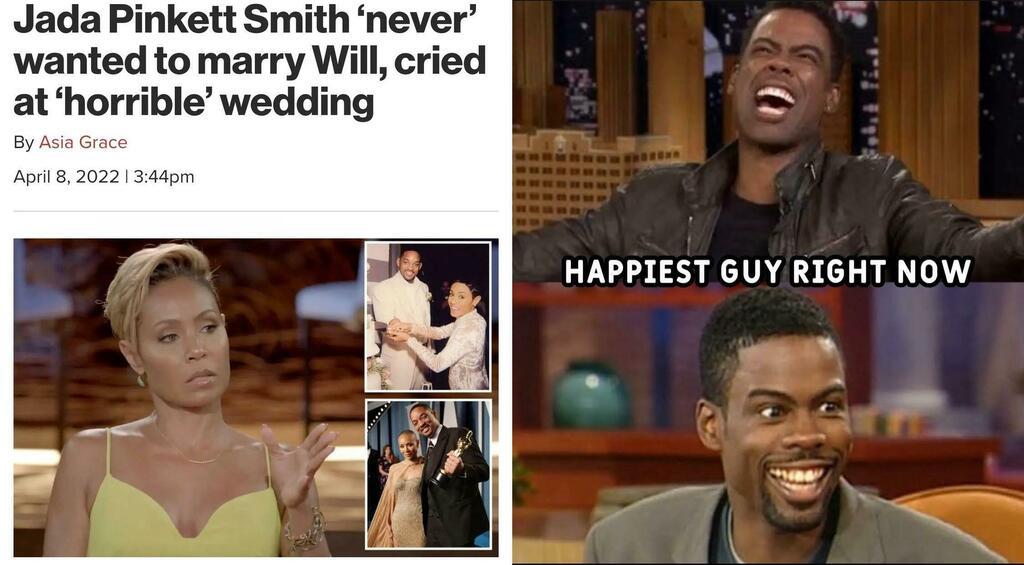 Jada Pinkett Smith ‘never’
wanted to marry Will, cried
at ‘horrible’ wedding
By Asia Grace
April 8, 2022 | 3:44pm
HAPPIEST GUY RIGHT NOW